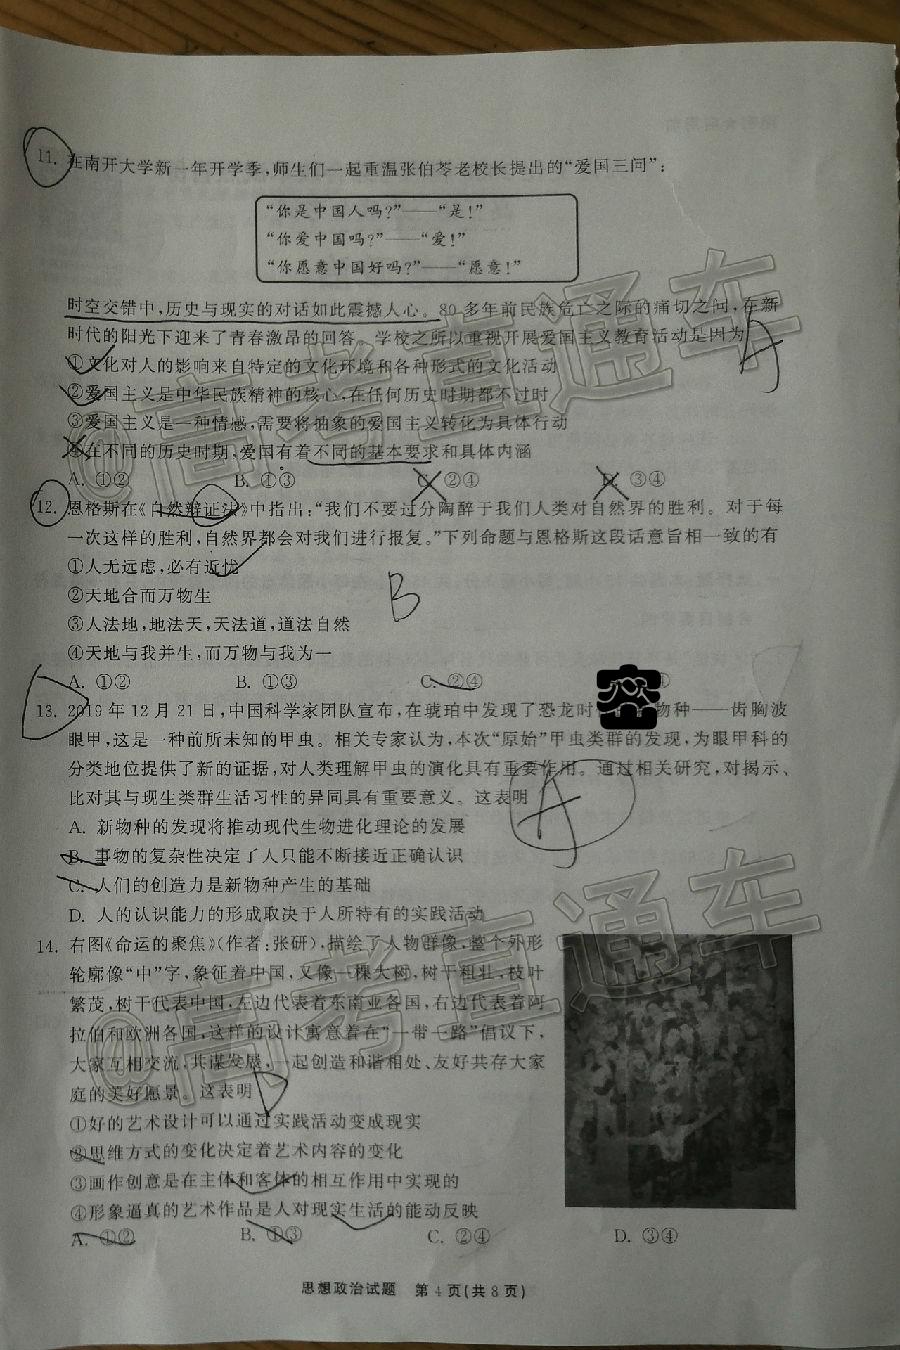 11. 在南开大学新一年开学季，师生们一起重温张伯苓老校长提出的“爱国三问”：
“你是中国人吗?”——“是!”
“你爱中国吗?”——“爱!”
“你愿意中国好吗?”——“愿意!”
时空交错中，历史与现实的对话如此震撼人心。80多年前民族危亡之际的痛切之问，在新
时代的阳光下迎来了青春激昂的回答。学校之所以重视开展爱国主义教育活动是因为
A
①文化对人的影响来自特定的文化环境和各种形式的文化活动
②爱国主义是中华民族精神的核心，在任何历史时期都不过时
③爱国主义是一种情感，需要将抽象的爱国主义转化为具体行动
④在不同的历史时期，爱国有着不同的基本要求和具体内涵
A. ①② B. ①③ C. ②④ D. ③④
12. 恩格斯在《自然辩证法》中指出：“我们不要过分陶醉于我们人类对自然界的胜利。对于每
一次这样的胜利，自然界都会对我们进行报复。”下列命题与恩格斯这段话意旨相一致的有
①人无远虑，必有近忧
②天地合而万物生
B
③人法地，地法天，天法道，道法自然
④天地与我并生，而万物与我为一
A. ①② B. ①③ C. ②④
13. 2019年12月21日，中国科学家团队宣布，在琥珀中发现了恐龙时 物种——齿胸波
眼甲，这是一种前所未知的甲虫。相关专家认为，本次“原始”甲虫类群的发现，为眼甲科的
分类地位提供了新的证据，对人类理解甲虫的演化具有重要作用。通过相关研究，对揭示、
比对其与现生类群生活习性的异同具有重要意义。这表明
A
A. 新物种的发现将推动现代生物进化理论的发展
B. 事物的复杂性决定了人只能不断接近正确认识
C. 人们的创造力是新物种产生的基础
D. 人的认识能力的形成取决于人所特有的实践活动
14. 右图《命运的聚焦》（作者：张研），描绘了人物群像，整个外形
轮廓像“中”字，象征着中国，又像一棵大树，树干粗壮，枝叶
繁茂，树干代表中国，左边代表着东南亚各国，右边代表着阿
拉伯和欧洲各国，这样的设计寓意着在“一带一路”倡议下，
大家互相交流，共谋发展，一起创造和谐相处、友好共存大家
庭的美好愿景。这表明
D
①好的艺术设计可以通过实践活动变成现实
②思维方式的变化决定着艺术内容的变化
③画作创意是在主体和客体的相互作用中实现的
④形象逼真的艺术作品是人对现实生活的能动反映
A. ①② B. ①③ C. ②④ D. ③④
思想政治试题 第4页(共8页)
@高考直通车
@高考直通车